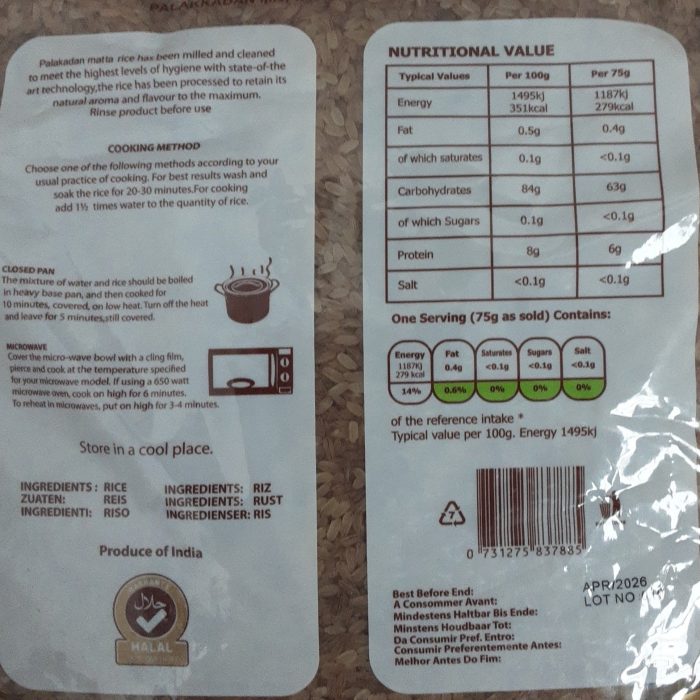 Palakadan matta rice has been milled and cleaned
to meet the highest levels of hygiene with state-of-the
art technology,the rice has been processed to retain its
natural aroma and flavour to the maximum.
Rinse product before use
COOKING METHOD
Choose one of the following methods according to your
usual practice of cooking. For best results wash and
soak the rice for 20-30 minutes.For cooking
add 1½ times water to the quantity of rice.
CLOSED PAN
The mixture of water and rice should be boiled
in heavy base pan, and then cooked for
10 minutes, covered, on low heat. Turn off the heat
and leave for 5 minutes,still covered.
MICROWAVE
Cover the micro-wave bowl with a cling film,
pierce and cook at the temperature specified
for your microwave model. If using a 650 watt
microwave oven, cook on high for 6 minutes.
To reheat in microwaves, put on high for 3-4 minutes.
Store in a cool place.
INGREDIENTS : RICE INGREDIENTS: RIZ
ZUATEN: REIS INGREDIENTS: RUST
INGREDIENTI: RISO INGREDIENSER: RIS
Produce of India
حلال
HALAL
NUTRITIONAL VALUE
Typical Values Per 100g Per 75g
Energy 1495kj 351kcal 1187kj 279kcal
Fat 0.5g 0.4g
of which saturates 0.1g <0.1g
Carbohydrates 84g 63g
of which Sugars 0.1g <0.1g
Protein 8g 6g
Salt <0.1g <0.1g
One Serving (75g as sold) Contains:
Energy Fat Saturates Sugars Salt
1187KJ 0.4g <0.1g <0.1g <0.1g
279 kcal
14% 0.6% 0% 0% 0%
of the reference intake *
Typical value per 100g. Energy 1495kj
7
0 731275 837835
Best Before End:
A Consommer Avant:
Mindestens Haltbar Bis Ende:
Minstens Houdbaar Tot:
Da Consumir Pref. Entro:
Consumir Preferentemente Antes:
Melhor Antes Do Fim:
APR/2026
LOT NO